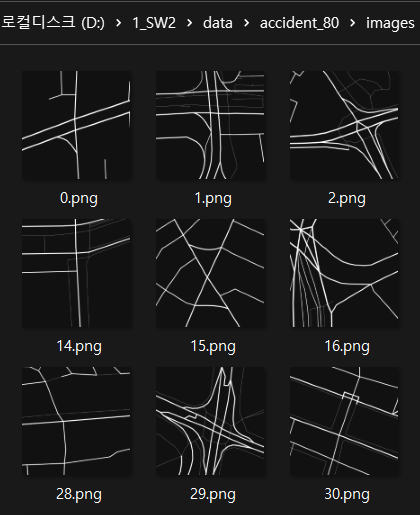 로컬디스크 (D:) > 1_SW2 > data > accident_80 > images
0.png 1.png 2.png
14.png 15.png 16.png
28.png 29.png 30.png